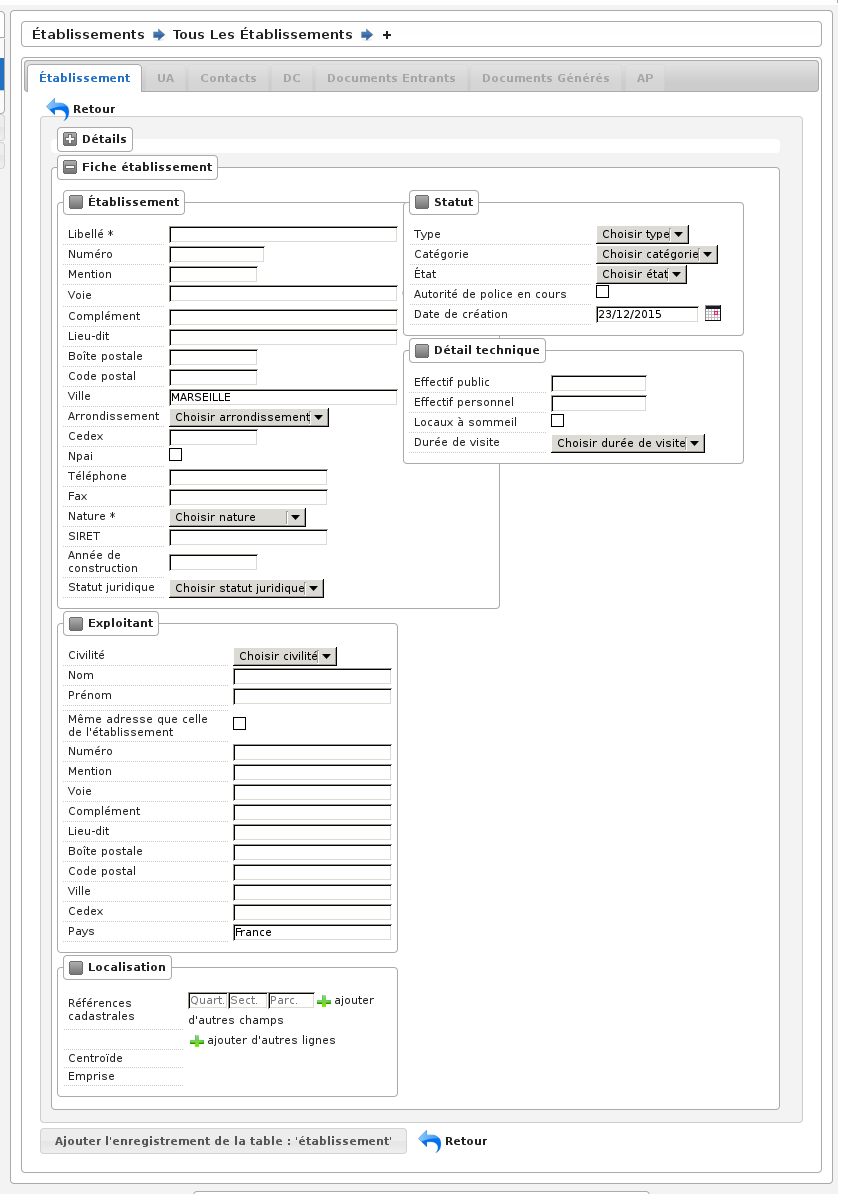 Établissements Tous Les Établissements +
Établissement UA Contacts DC Documents Entrants Documents Générés AP
Retour
Détails
Fiche établissement
Établissement
Libellé *
Numéro
Mention
Voie
Complément
Lieu-dit
Boîte postale
Code postal
Ville MARSEILLE
Arrondissement Choisir arrondissement
Cedex
Npai
Téléphone
Fax
Nature * Choisir nature
SIRET
Année de
construction
Statut juridique Choisir statut juridique
Statut
Type Choisir type
Catégorie Choisir catégorie
État Choisir état
Autorité de police en cours
Date de création 23/12/2015
Détail technique
Effectif public
Effectif personnel
Locaux à sommeil
Durée de visite Choisir durée de visite
Exploitant
Civilité Choisir civilité
Nom
Prénom
Même adresse que celle
de l'établissement
Numéro
Mention
Voie
Complément
Lieu-dit
Boîte postale
Code postal
Ville
Cedex
Pays France
Localisation
Références
cadastrales
Quart. Sect. Parc. ajouter
d'autres champs
ajouter d'autres lignes
Centroïde
Emprise
Ajouter l'enregistrement de la table : 'établissement' Retour